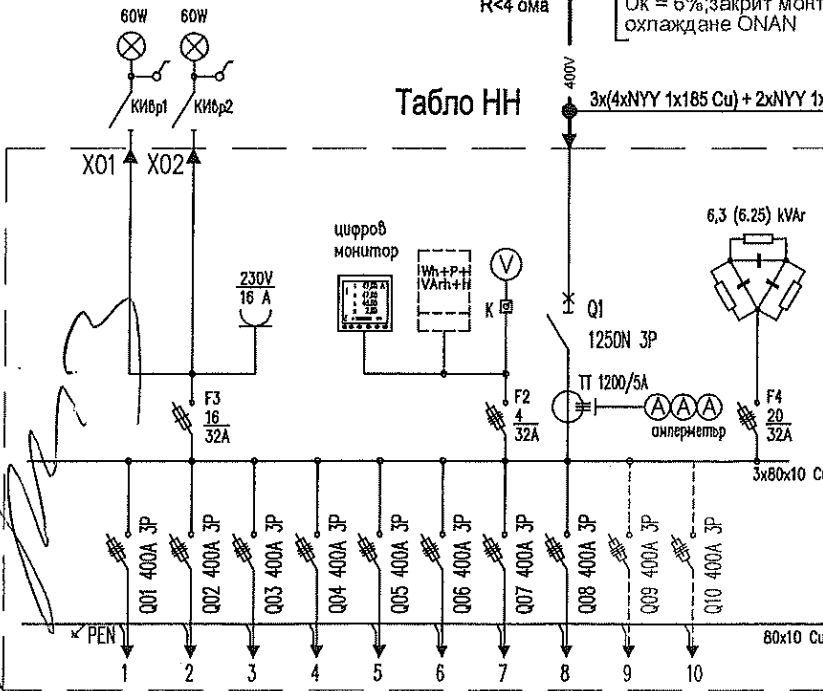 R<4 ома
Uк = 6%;закрит монт
охлаждане ONAN
60W
60W
КИвр1
КИвр2
400V
Табло НН
3x(4xNYY 1x185 Cu) + 2xNYY 1x
X01
X02
цифров
монитор
6,3 (6.25) kVAr
230V
16 A
Wh+P+
VArh+H
V
K
Q1
1250N 3P
ТТ 1200/5A
A A A
амперметър
F3
16
32A
F2
4
32A
F4
20
32A
3x80x10 Cu
Q01 400A 3P
Q02 400A 3P
Q03 400A 3P
Q04 400A 3P
Q05 400A 3P
Q06 400A 3P
Q07 400A 3P
Q08 400A 3P
Q09 400A 3P
Q10 400A 3P
PEN
80x10 Cu
1 2 3 4 5 6 7 8 9 10